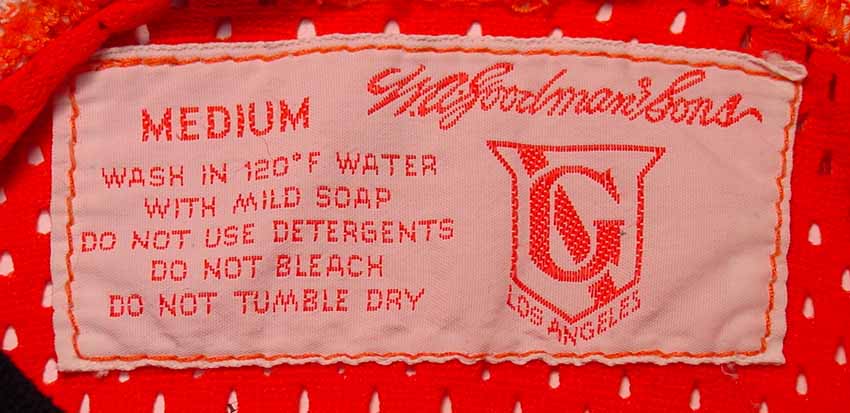 MEDIUM
WASH IN 120°F WATER
WITH MILD SOAP
DO NOT USE DETERGENTS
DO NOT BLEACH
DO NOT TUMBLE DRY
Goodman & Sons
G
LOS ANGELES